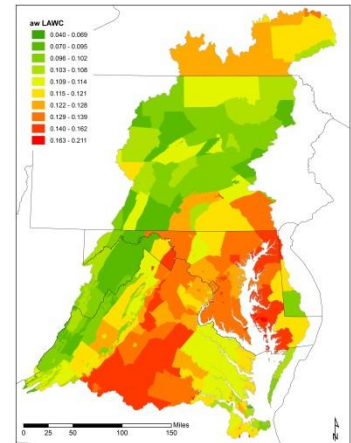 aw LAWC
0.040 - 0.069
0.070 - 0.095
0.096 - 0.102
0.103 - 0.108
0.109 - 0.114
0.115 - 0.121
0.122 - 0.128
0.129 - 0.139
0.140 - 0.162
0.163 - 0.211
0 25 50 100 150
Miles
N